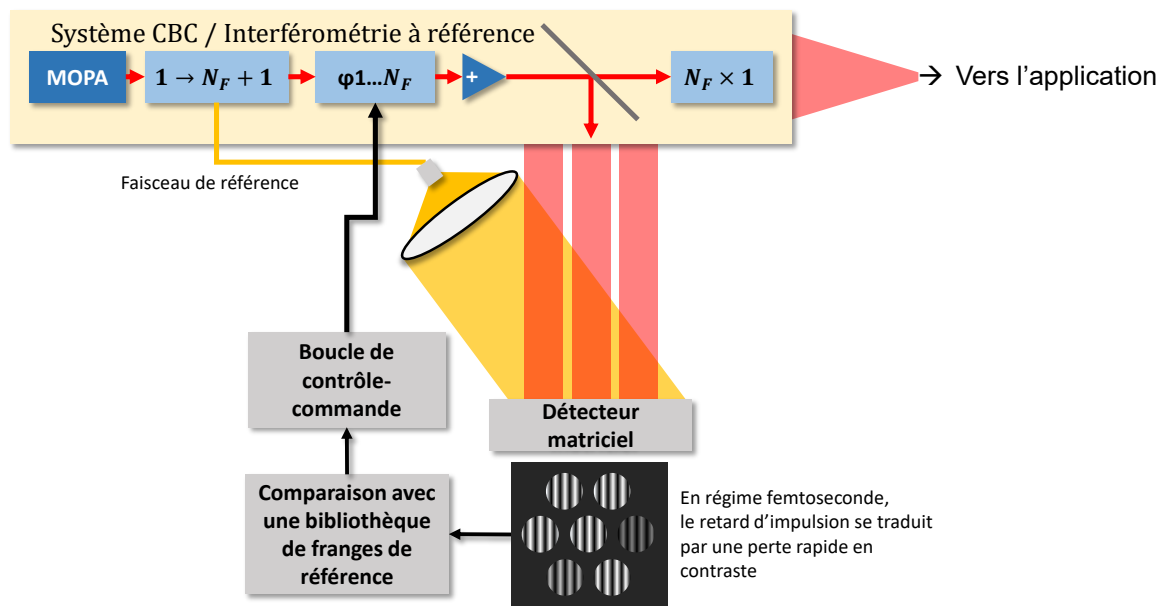 Système CBC / Interférométrie à référence
MOPA
1 → N_F + 1
φ1...N_F
+
N_F × 1
→ Vers l’application
Faisceau de référence
Boucle de
contrôle-
commande
Détecteur
matriciel
Comparaison avec
une bibliothèque
de franges de
référence
En régime femtoseconde,
le retard d’impulsion se traduit
par une perte rapide en
contraste